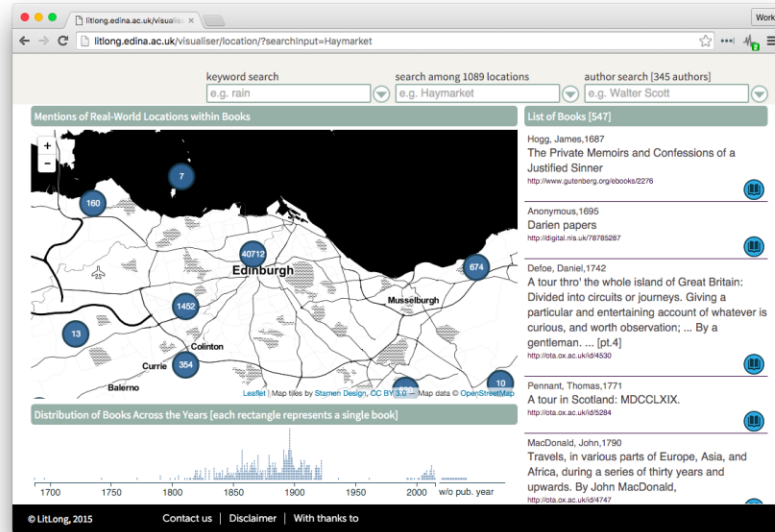 litlong.edina.ac.uk/visualis
Work
litlong.edina.ac.uk/visualiser/location/?searchInput=Haymarket
keyword search
search among 1089 locations
author search [345 authors]
e.g. rain
e.g. Haymarket
e.g. Walter Scott
Mentions of Real-World Locations within Books
+
−
7
160
40712
Edinburgh
674
Musselburgh
1452
13
Colinton
354
Currie
Balerno
10
Leaflet | Map tiles by Stamen Design, CC BY 3.0 — Map data © OpenStreetMap
Distribution of Books Across the Years [each rectangle represents a single book]
1700 1750 1800 1850 1900 1950 2000 w/o pub. year
List of Books [547]
Hogg, James,1687
The Private Memoirs and Confessions of a
Justified Sinner
http://www.gutenberg.org/ebooks/2276
Anonymous,1695
Darien papers
http://digital.nls.uk/78785287
Defoe, Daniel,1742
A tour thro' the whole island of Great Britain:
Divided into circuits or journeys. Giving a
particular and entertaining account of whatever is
curious, and worth observation; ... By a
gentleman. ... [pt.4]
http://ota.ox.ac.uk/id/4530
Pennant, Thomas,1771
A tour in Scotland: MDCCLXIX.
http://ota.ox.ac.uk/id/5284
MacDonald, John,1790
Travels, in various parts of Europe, Asia, and
Africa, during a series of thirty years and
upwards. By John MacDonald,
http://ota.ox.ac.uk/id/4747
© LitLong, 2015
Contact us | Disclaimer | With thanks to